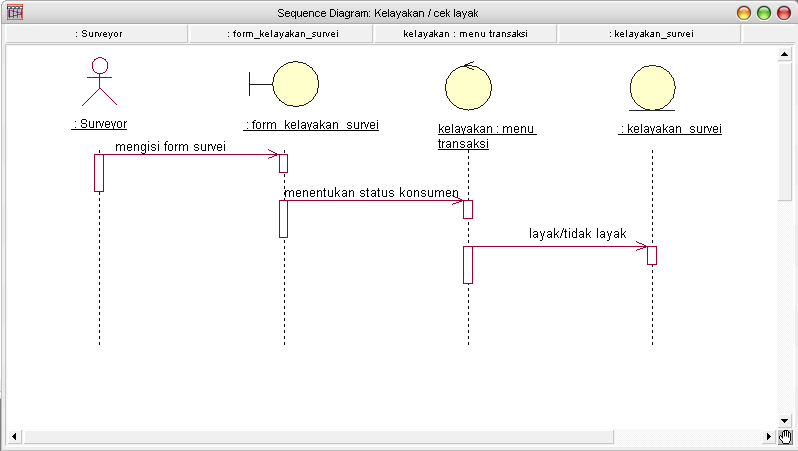 Sequence Diagram: Kelayakan / cek layak
: Surveyor
: form_kelayakan_survei
kelayakan : menu transaksi
: kelayakan_survei
: Surveyor
: form_kelayakan_survei
kelayakan : menu
transaksi
: kelayakan_survei
mengisi form survei
menentukan status konsumen
layak/tidak layak